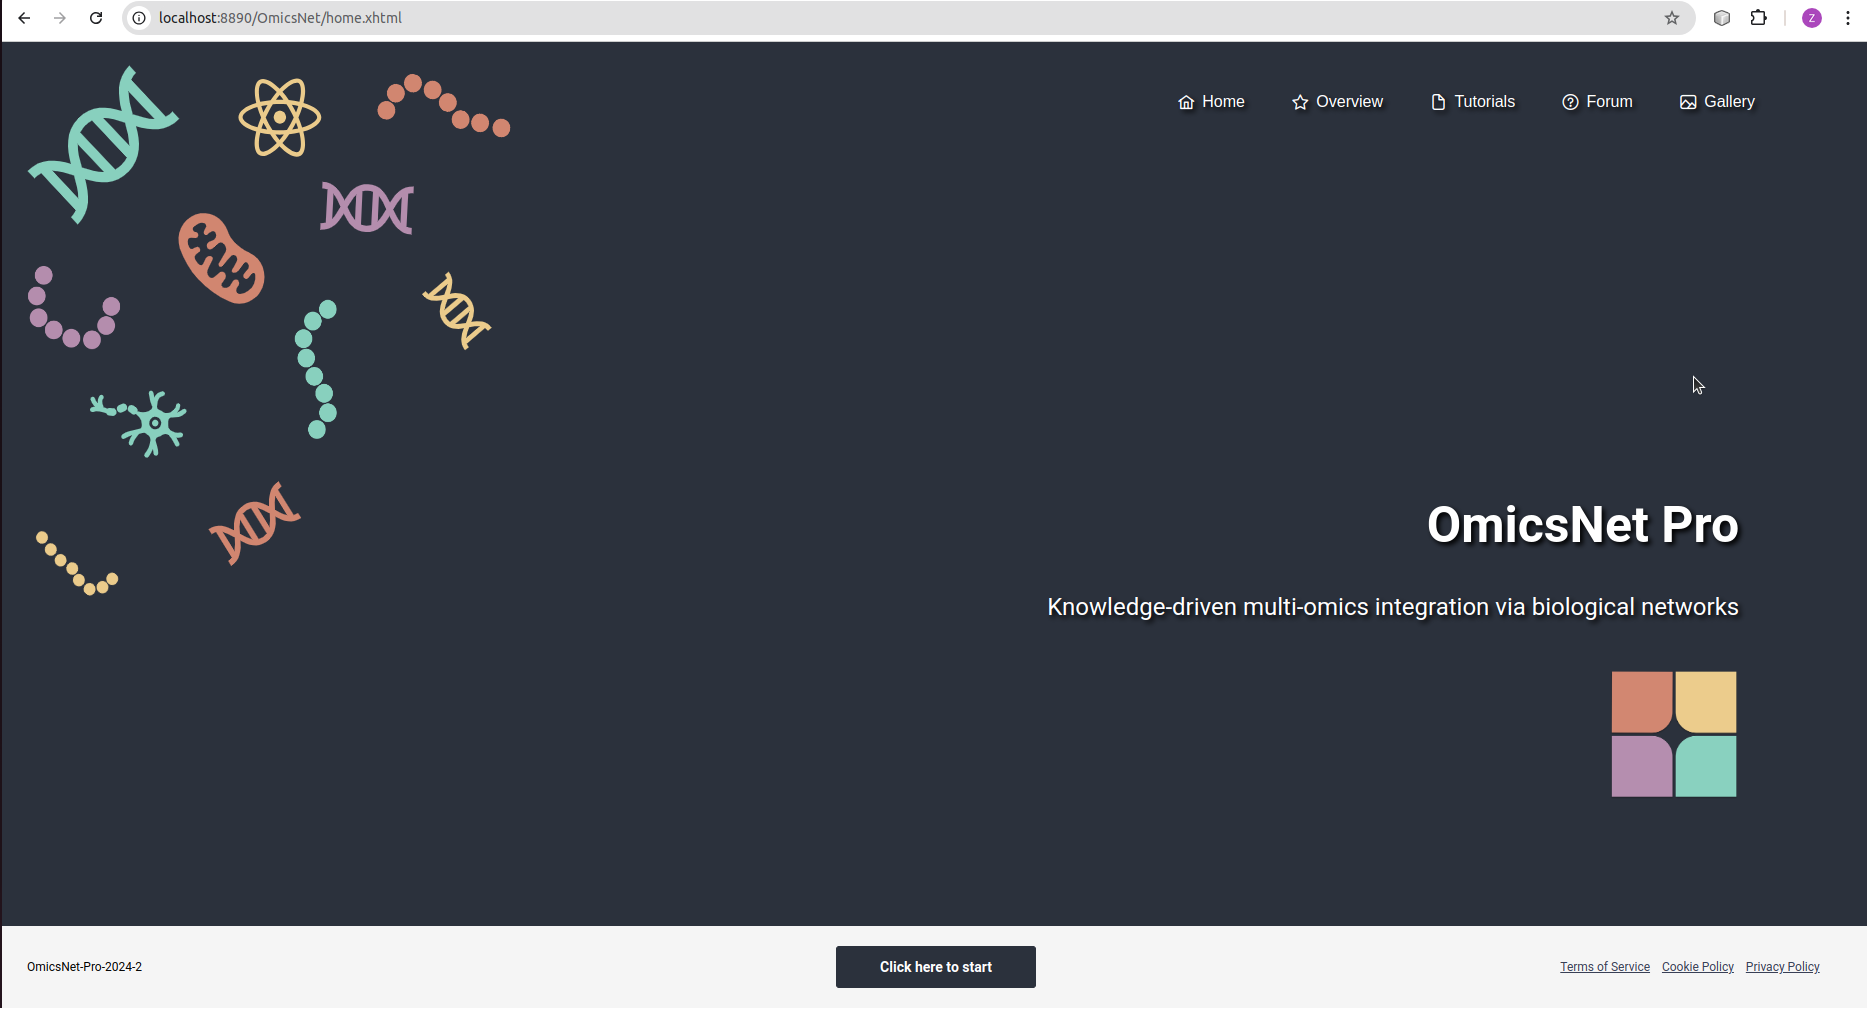 localhost:8890/OmicsNet/home.xhtml
Z
Home Overview Tutorials Forum Gallery
OmicsNet Pro
Knowledge-driven multi-omics integration via biological networks
OmicsNet-Pro-2024-2
Click here to start
Terms of Service Cookie Policy Privacy Policy